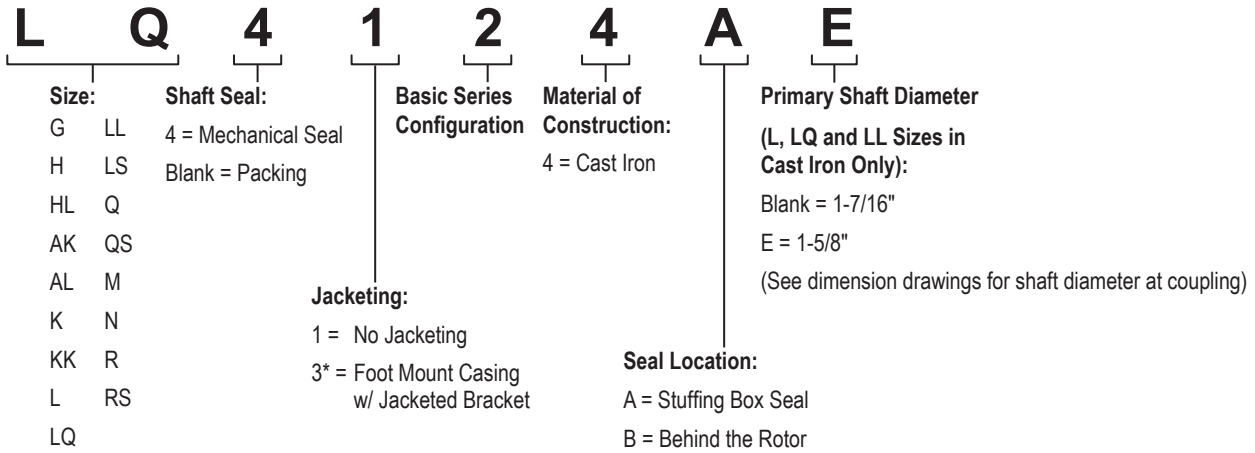 L Q 4 1 2 4 A E
Size:
G LL
H LS
HL Q
AK QS
AL M
K N
KK R
L RS
LQ
Shaft Seal:
4 = Mechanical Seal
Blank = Packing
Jacketing:
1 = No Jacketing
3* = Foot Mount Casing
w/ Jacketed Bracket
Basic Series
Configuration
Material of
Construction:
4 = Cast Iron
Seal Location:
A = Stuffing Box Seal
B = Behind the Rotor
Primary Shaft Diameter
(L, LQ and LL Sizes in
Cast Iron Only):
Blank = 1-7/16"
E = 1-5/8"
(See dimension drawings for shaft diameter at coupling)